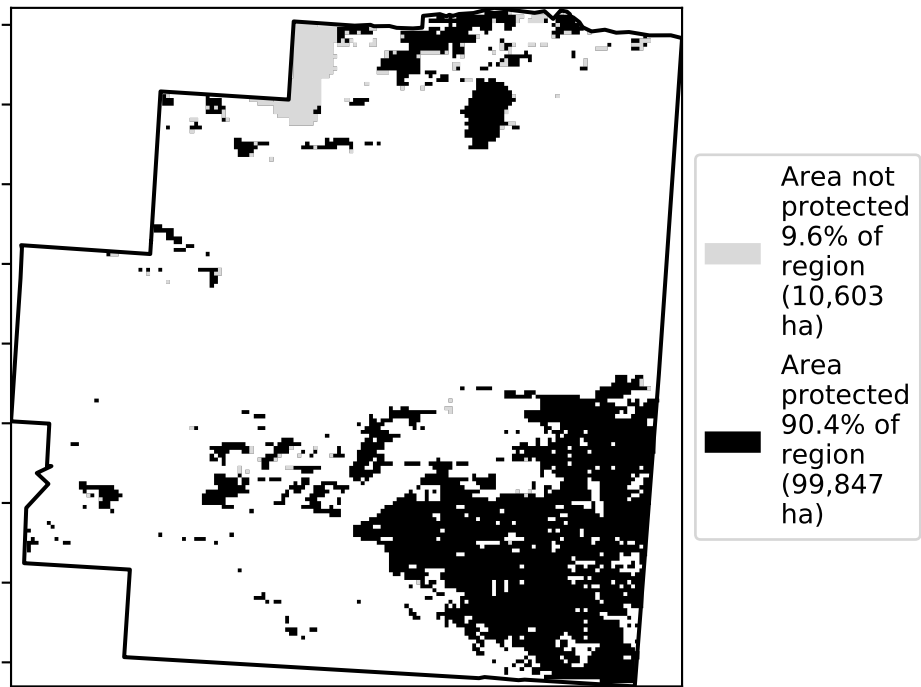 Area not
protected
9.6% of
region
(10,603
ha)
Area
protected
90.4% of
region
(99,847
ha)